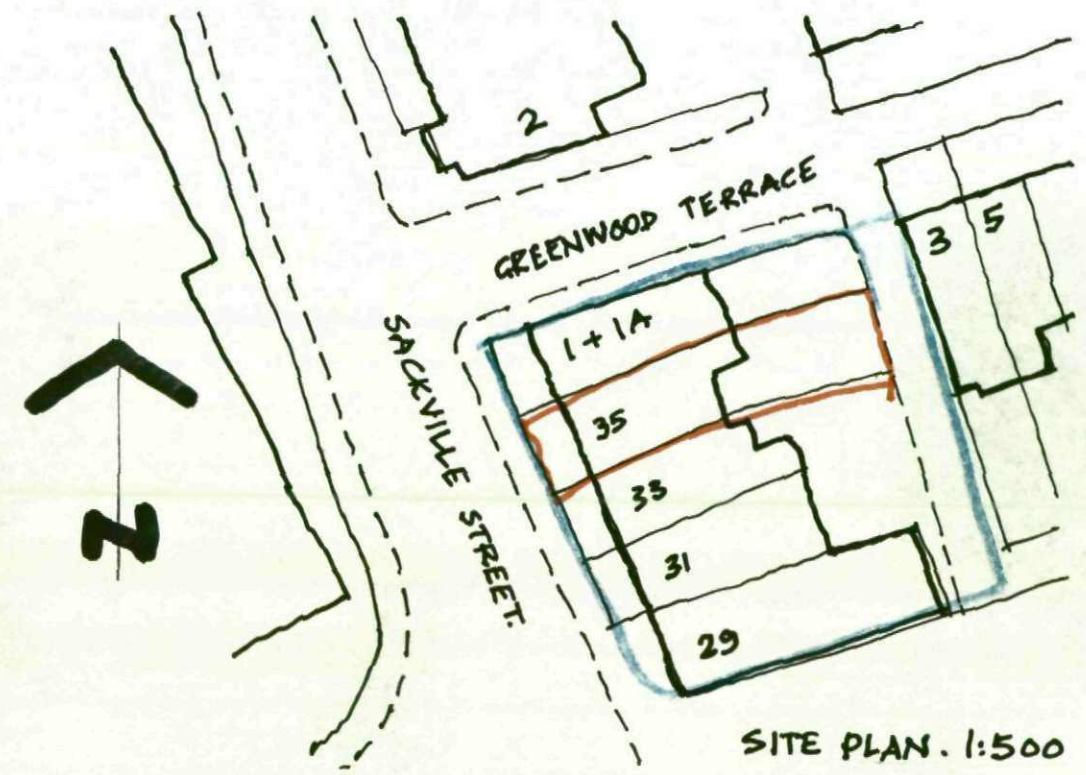 2
GREENWOOD TERRACE
3
5
1 + 1A
SACKVILLE STREET.
35
33
31
29
N
SITE PLAN. 1:500